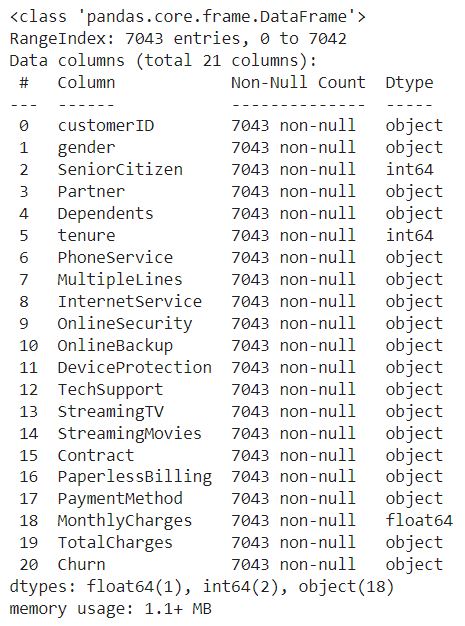 <class 'pandas.core.frame.DataFrame'>
RangeIndex: 7043 entries, 0 to 7042
Data columns (total 21 columns):
 #   Column            Non-Null Count  Dtype
---  ------            --------------  -----
 0   customerID        7043 non-null   object
 1   gender            7043 non-null   object
 2   SeniorCitizen     7043 non-null   int64
 3   Partner           7043 non-null   object
 4   Dependents        7043 non-null   object
 5   tenure            7043 non-null   int64
 6   PhoneService      7043 non-null   object
 7   MultipleLines     7043 non-null   object
 8   InternetService   7043 non-null   object
 9   OnlineSecurity    7043 non-null   object
 10  OnlineBackup      7043 non-null   object
 11  DeviceProtection  7043 non-null   object
 12  TechSupport       7043 non-null   object
 13  StreamingTV       7043 non-null   object
 14  StreamingMovies   7043 non-null   object
 15  Contract          7043 non-null   object
 16  PaperlessBilling  7043 non-null   object
 17  PaymentMethod     7043 non-null   object
 18  MonthlyCharges    7043 non-null   float64
 19  TotalCharges      7043 non-null   object
 20  Churn             7043 non-null   object
dtypes: float64(1), int64(2), object(18)
memory usage: 1.1+ MB